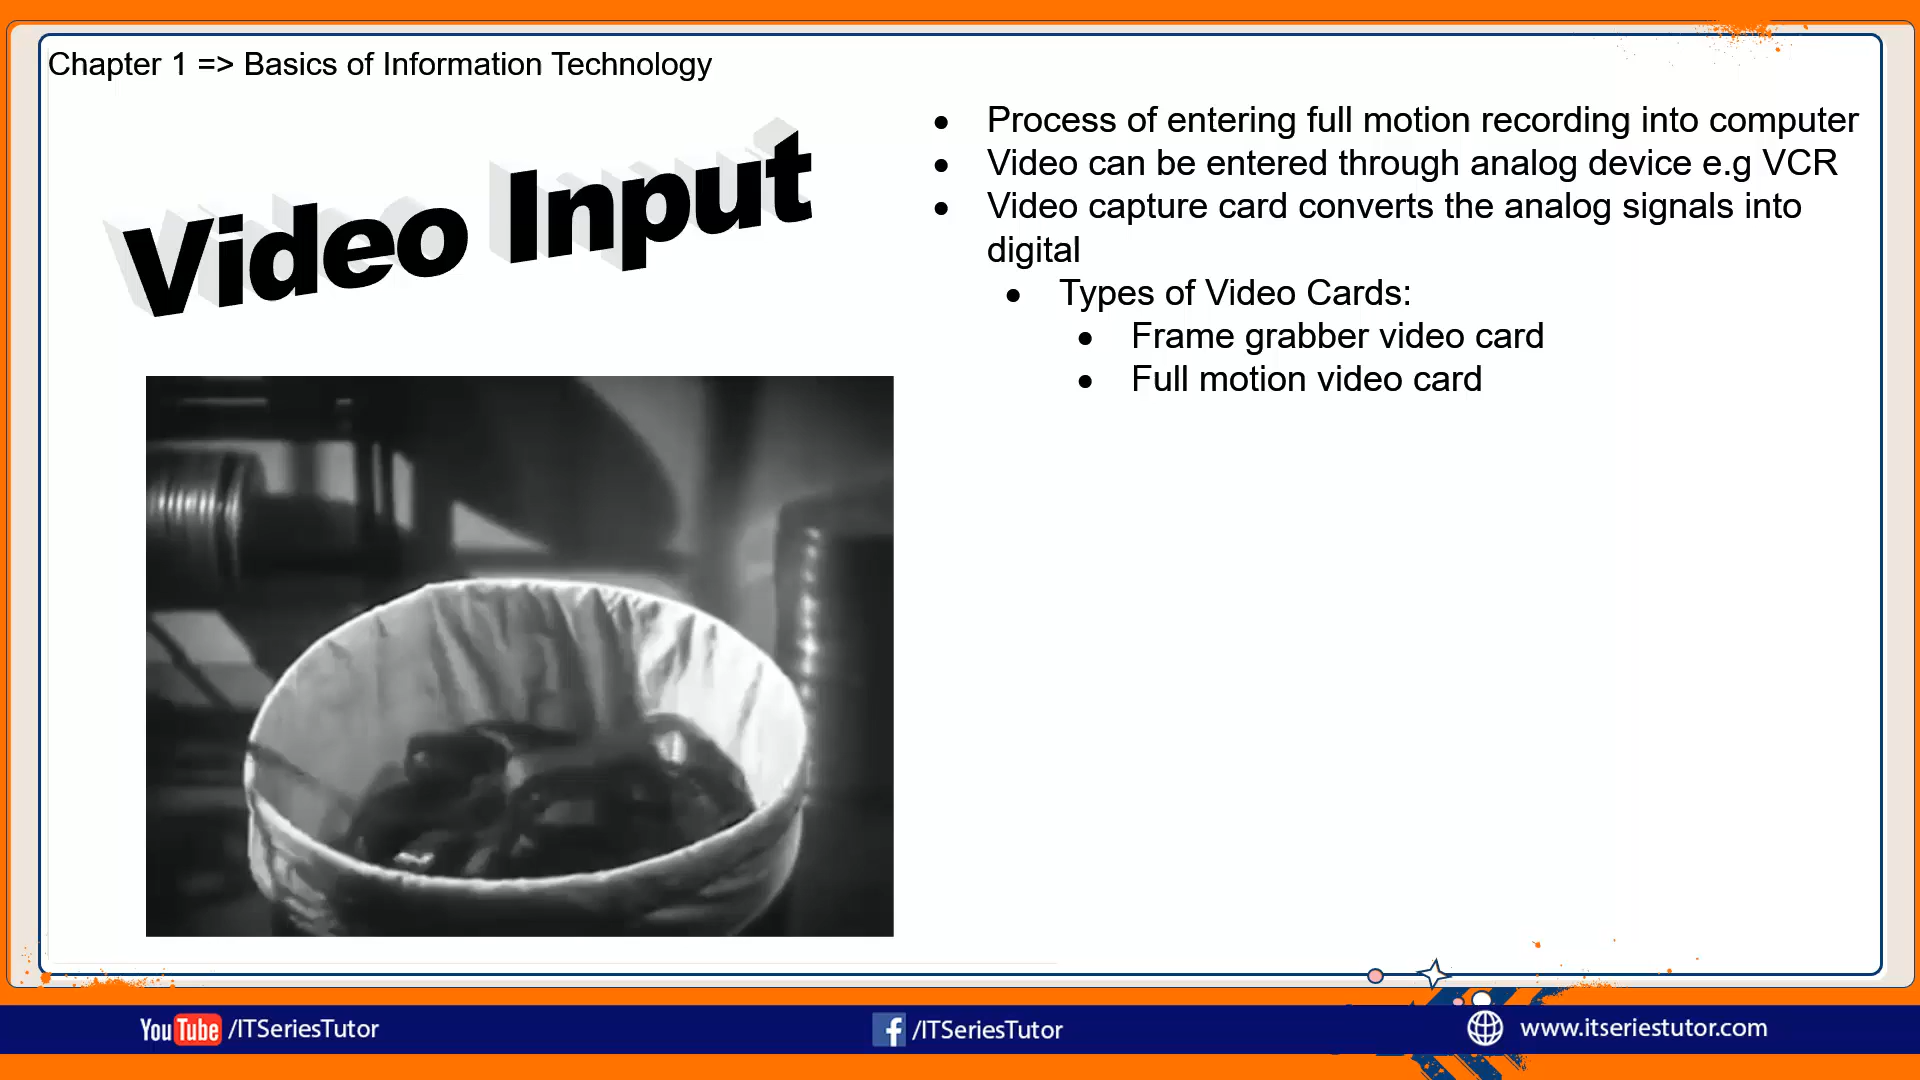 Chapter 1 => Basics of Information Technology
Video Input
Process of entering full motion recording into computer
Video can be entered through analog device e.g VCR
Video capture card converts the analog signals into
digital
Types of Video Cards:
Frame grabber video card
Full motion video card
YouTube /ITSeriesTutor
f /ITSeriesTutor
www.itseriestutor.com